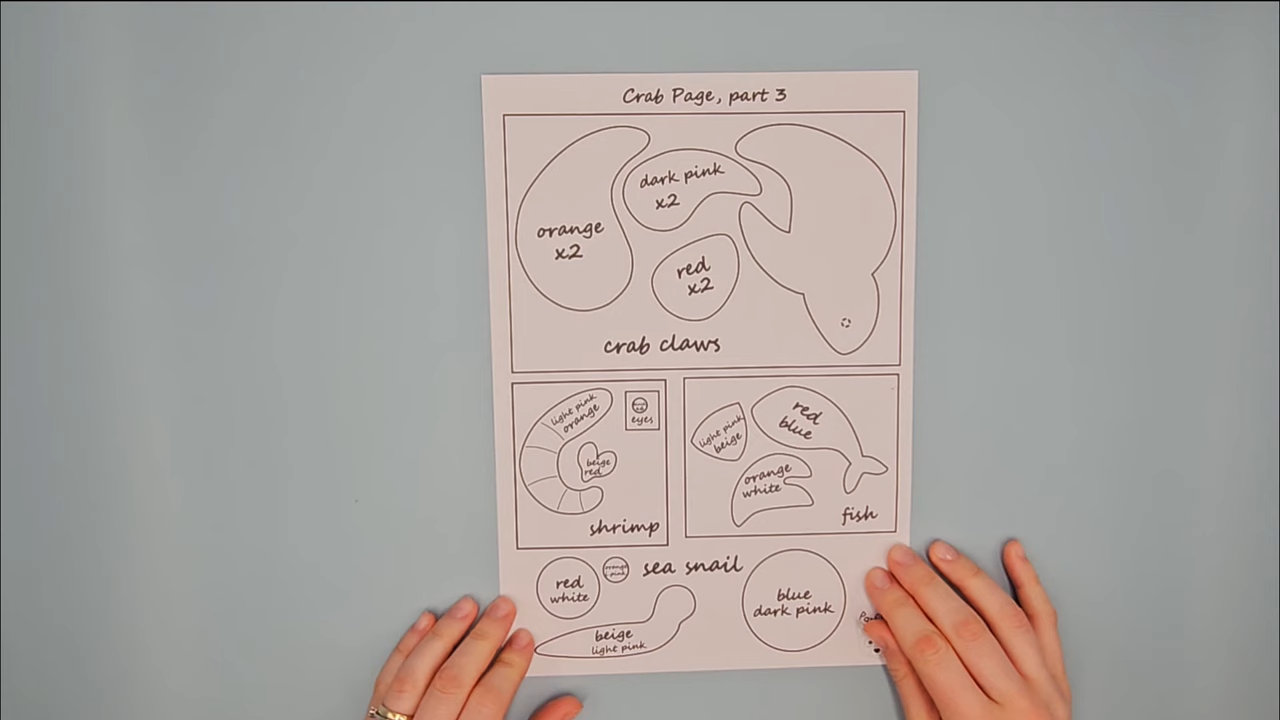 Crab Page, part 3
dark pink
x2
orange
x2
red
x2
crab claws
light pink
orange
eyes
beige
red
shrimp
light pink
beige
red
blue
orange
white
fish
red
white
orange
pink
sea snail
blue
dark pink
beige
light pink